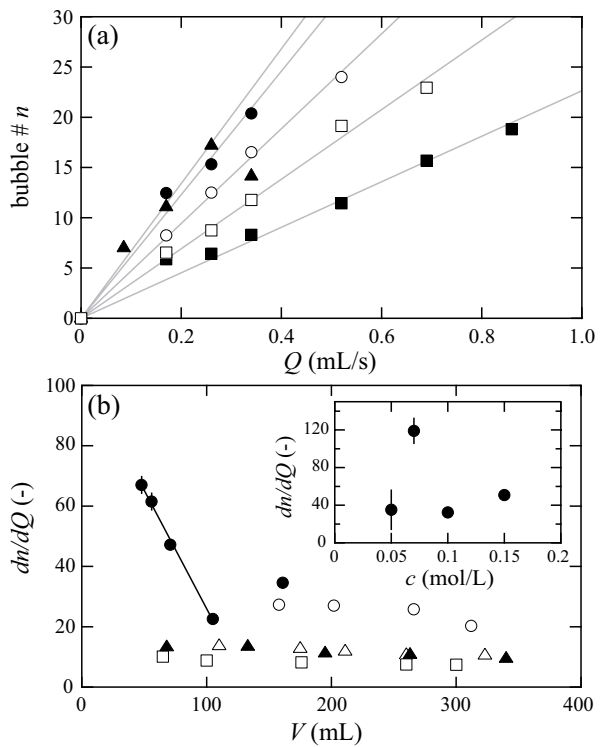 (a)
30
25
20
15
10
5
0
bubble # n
0 0.2 0.4 0.6 0.8 1.0
Q (mL/s)
(b)
100
80
60
40
20
0
dn/dQ (-)
0 100 200 300 400
V (mL)
120
80
40
0
dn/dQ (-)
0 0.05 0.1 0.15 0.2
c (mol/L)